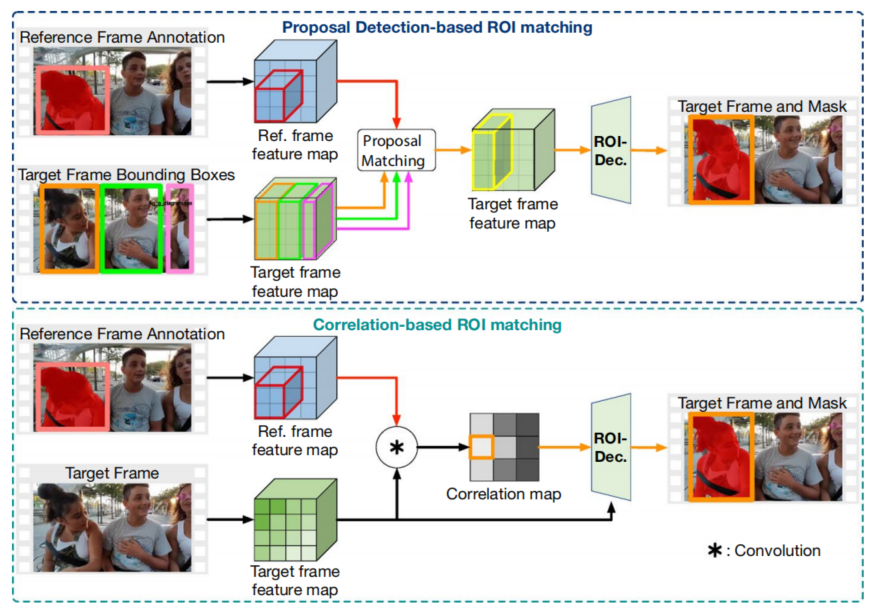 Proposal Detection-based ROI matching
Reference Frame Annotation
Ref. frame
feature map
Target Frame Bounding Boxes
Target frame
feature map
Proposal
Matching
Target frame
feature map
ROI-
Dec.
Target Frame and Mask
Correlation-based ROI matching
Reference Frame Annotation
Ref. frame
feature map
Target Frame
Target frame
feature map
*
Correlation map
ROI-
Dec.
Target Frame and Mask
* : Convolution